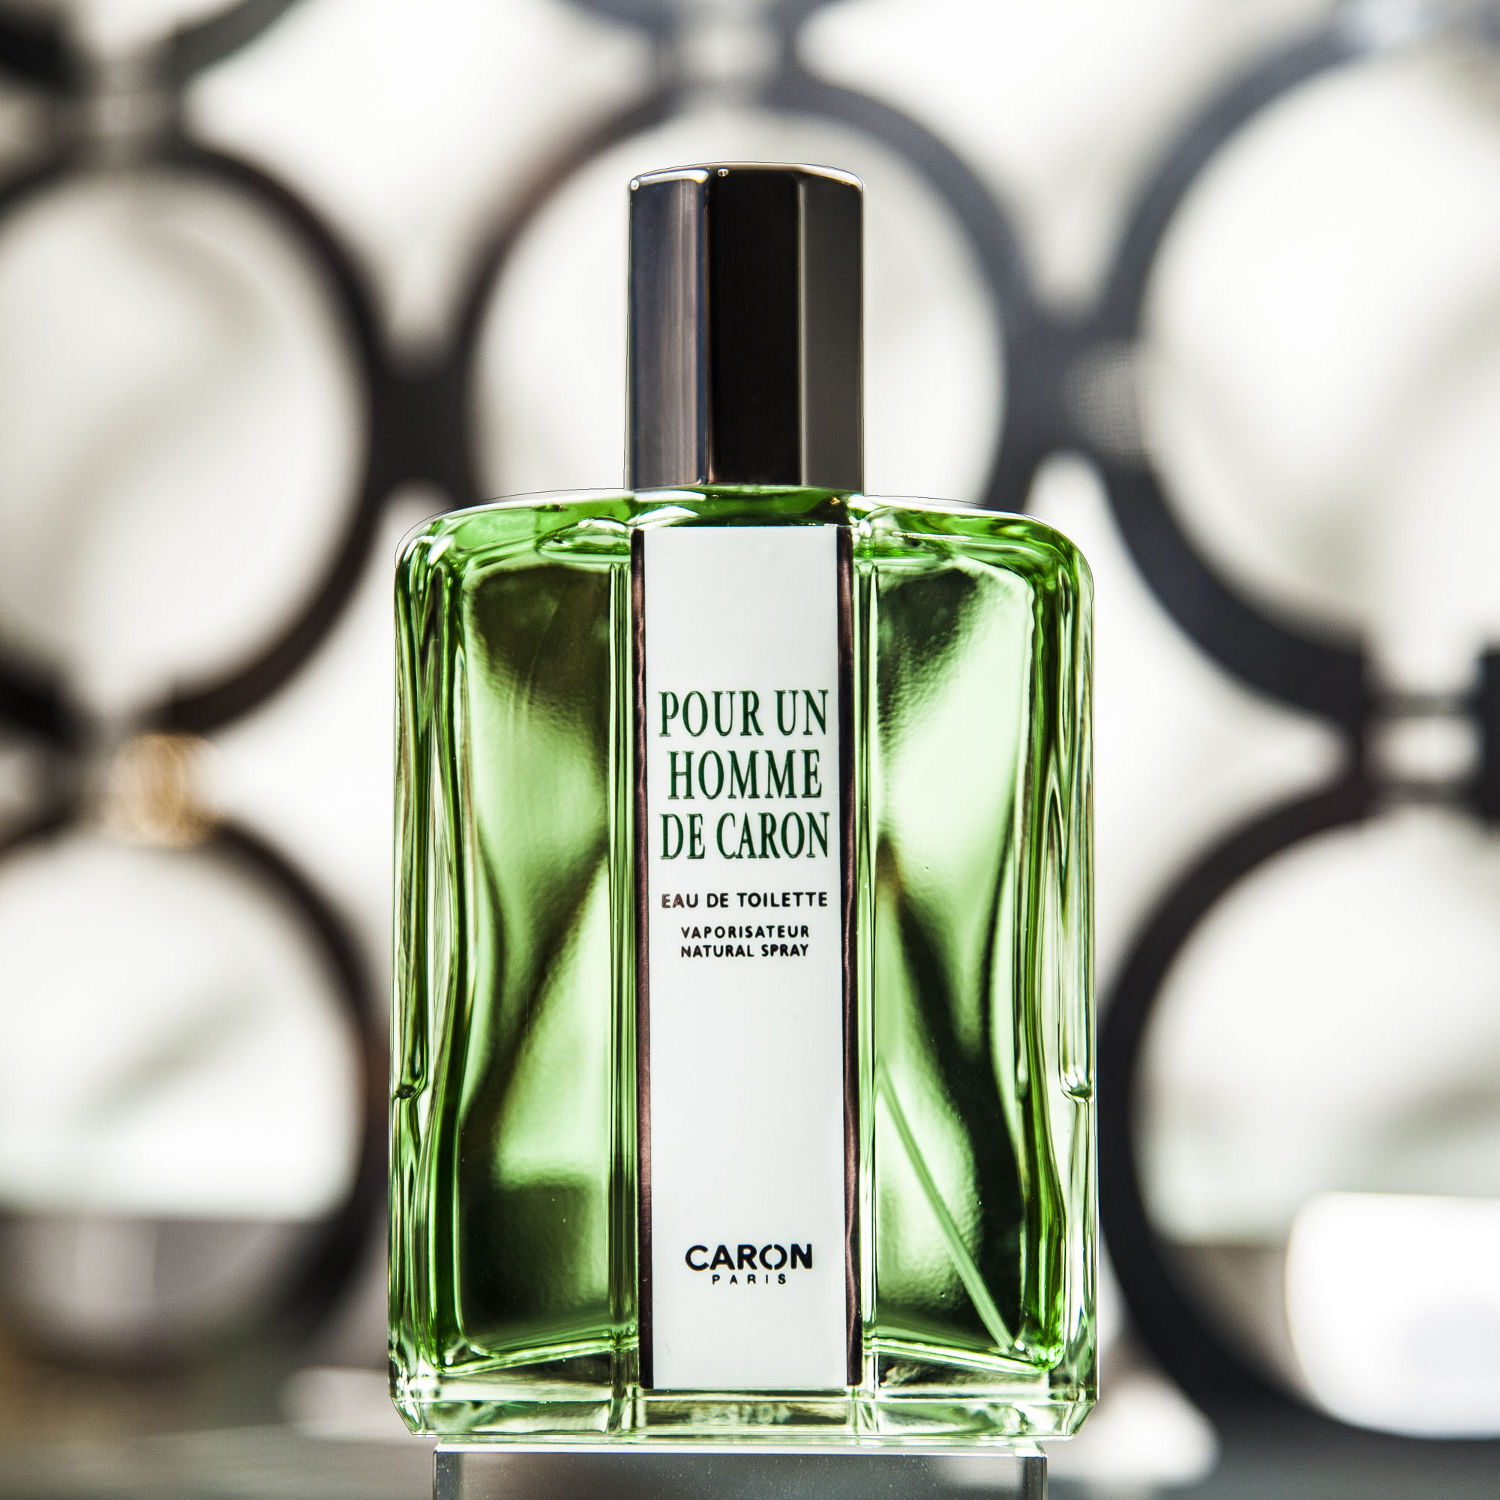 POUR UN
HOMME
DE CARON
EAU DE TOILETTE
VAPORISATEUR
NATURAL SPRAY
CARON
PARIS